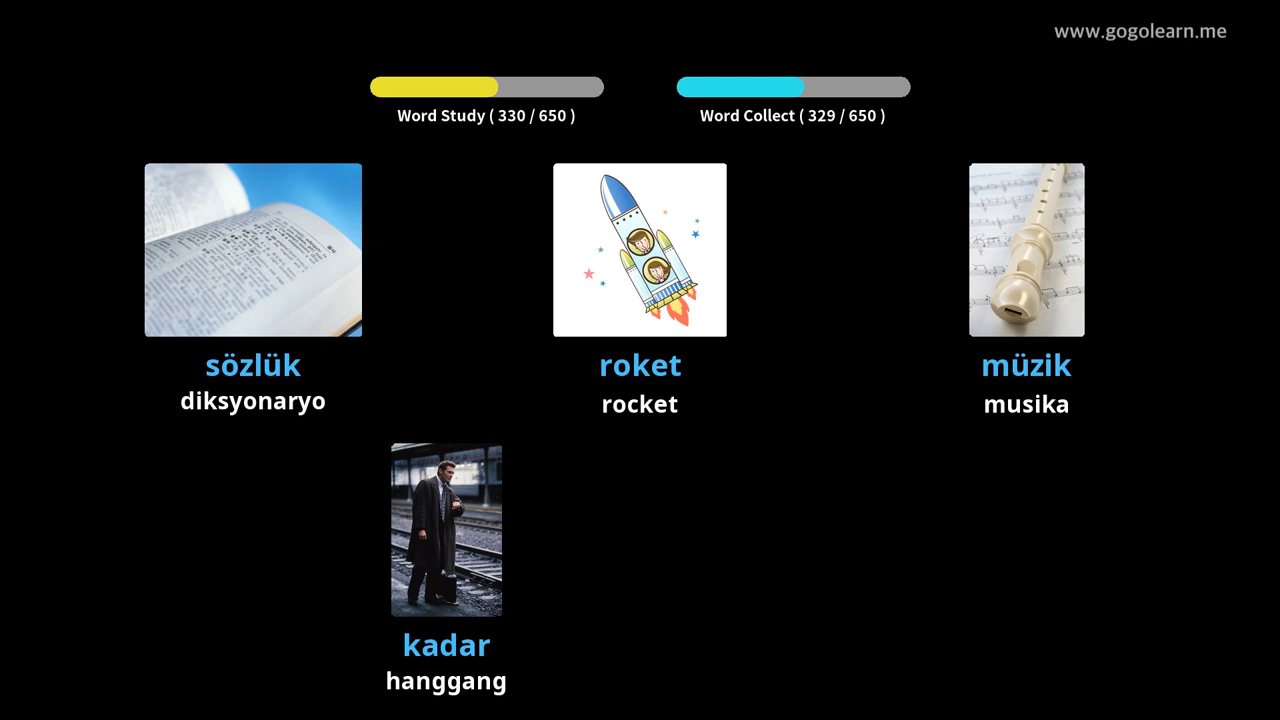 www.gogolearn.me
Word Study ( 330 / 650 )
Word Collect ( 329 / 650 )
sözlük
diksyonaryo
roket
rocket
müzik
musika
kadar
hanggang